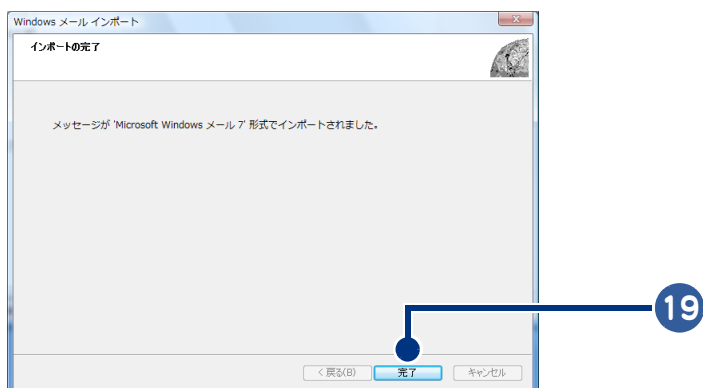 Windows メール インポート
インポートの完了
メッセージが 'Microsoft Windows メール 7' 形式でインポートされました。
19
< 戻る(B) 完了 キャンセル